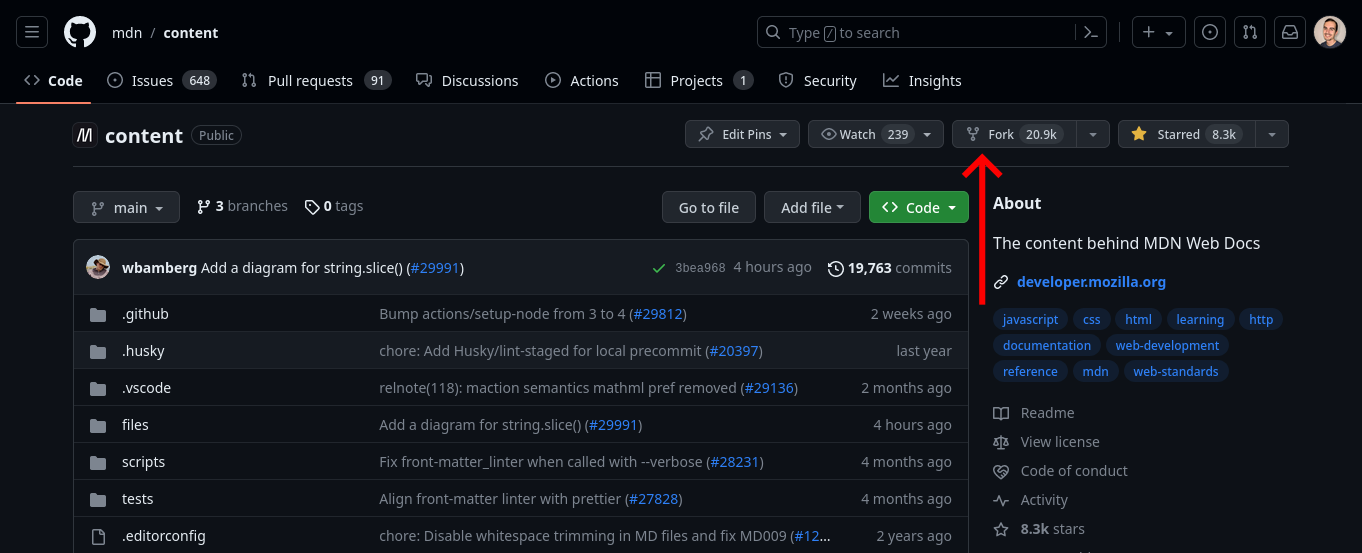 mdn / content
Type / to search
Code Issues 648 Pull requests 91 Discussions Actions Projects 1 Security Insights
content Public
Edit Pins Watch 239 Fork 20.9k Starred 8.3k
main 3 branches 0 tags
Go to file Add file Code
wbamberg Add a diagram for string.slice() (#29991) 3bea968 4 hours ago 19,763 commits
.github Bump actions/setup-node from 3 to 4 (#29812) 2 weeks ago
.husky chore: Add Husky/lint-staged for local precommit (#20397) last year
.vscode relnote(118): maction semantics mathml pref removed (#29136) 2 months ago
files Add a diagram for string.slice() (#29991) 4 hours ago
scripts Fix front-matter_linter when called with --verbose (#28231) 4 months ago
tests Align front-matter linter with prettier (#27828) 4 months ago
.editorconfig chore: Disable whitespace trimming in MD files and fix MD009 (#12… 2 years ago
About
The content behind MDN Web Docs
developer.mozilla.org
javascript css html learning http
documentation web-development
reference mdn web-standards
Readme
View license
Code of conduct
Activity
8.3k stars